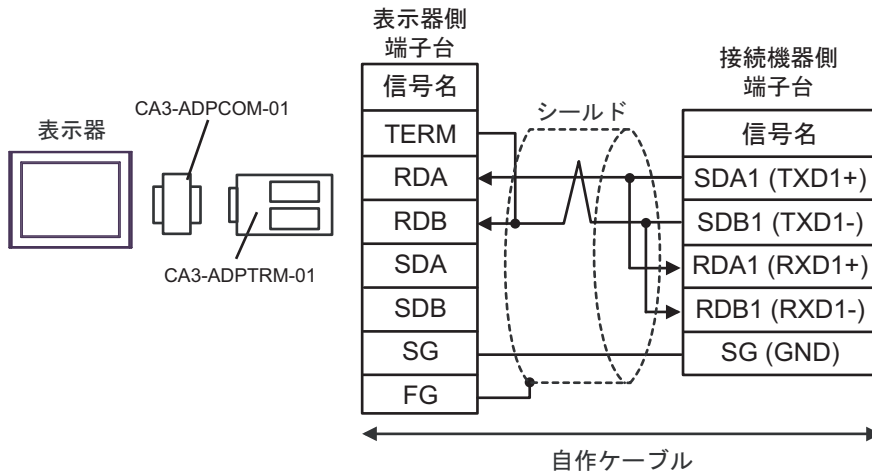 表示器
CA3-ADPCOM-01
CA3-ADPTRM-01
表示器側
端子台
信号名
TERM
RDA
RDB
SDA
SDB
SG
FG
シールド
接続機器側
端子台
信号名
SDA1 (TXD1+)
SDB1 (TXD1-)
RDA1 (RXD1+)
RDB1 (RXD1-)
SG (GND)
自作ケーブル